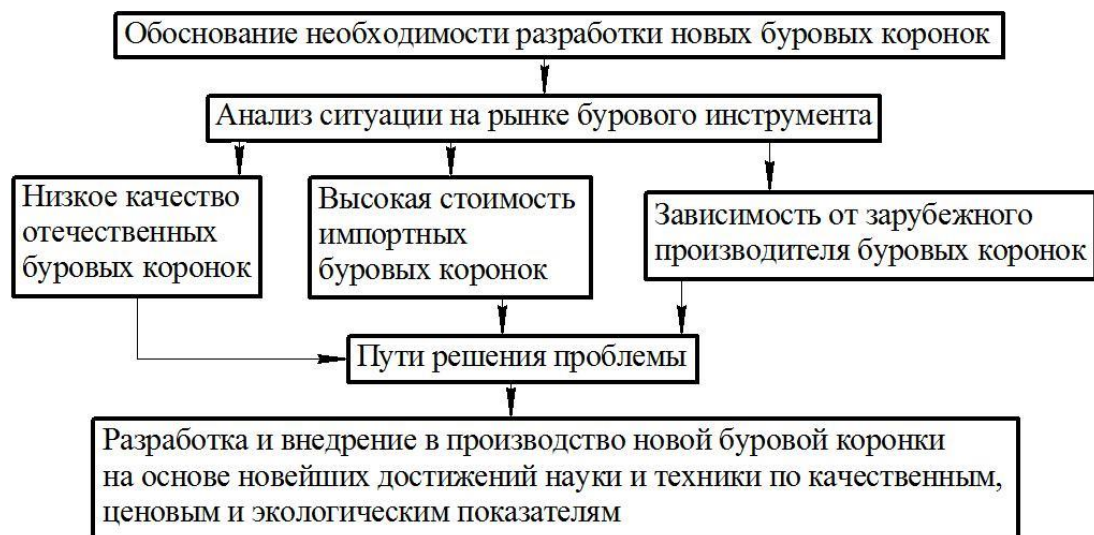 Обоснование необходимости разработки новых буровых коронок
Анализ ситуации на рынке бурового инструмента
Низкое качество
отечественных
буровых коронок
Высокая стоимость
импортных
буровых коронок
Зависимость от зарубежного
производителя буровых коронок
Пути решения проблемы
Разработка и внедрение в производство новой буровой коронки
на основе новейших достижений науки и техники по качественным,
ценовым и экологическим показателям